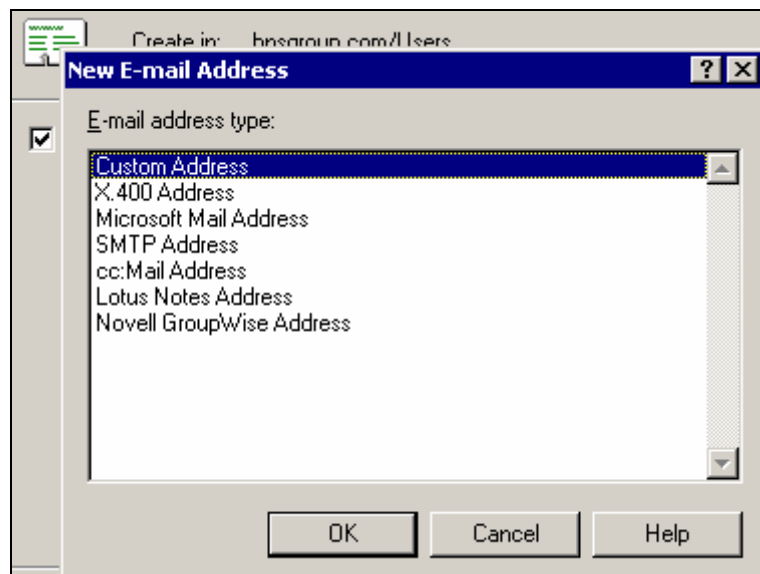 Create in: bnsgroup.com/Users
New E-mail Address
E-mail address type:
Custom Address
X.400 Address
Microsoft Mail Address
SMTP Address
cc:Mail Address
Lotus Notes Address
Novell GroupWise Address
OK Cancel Help